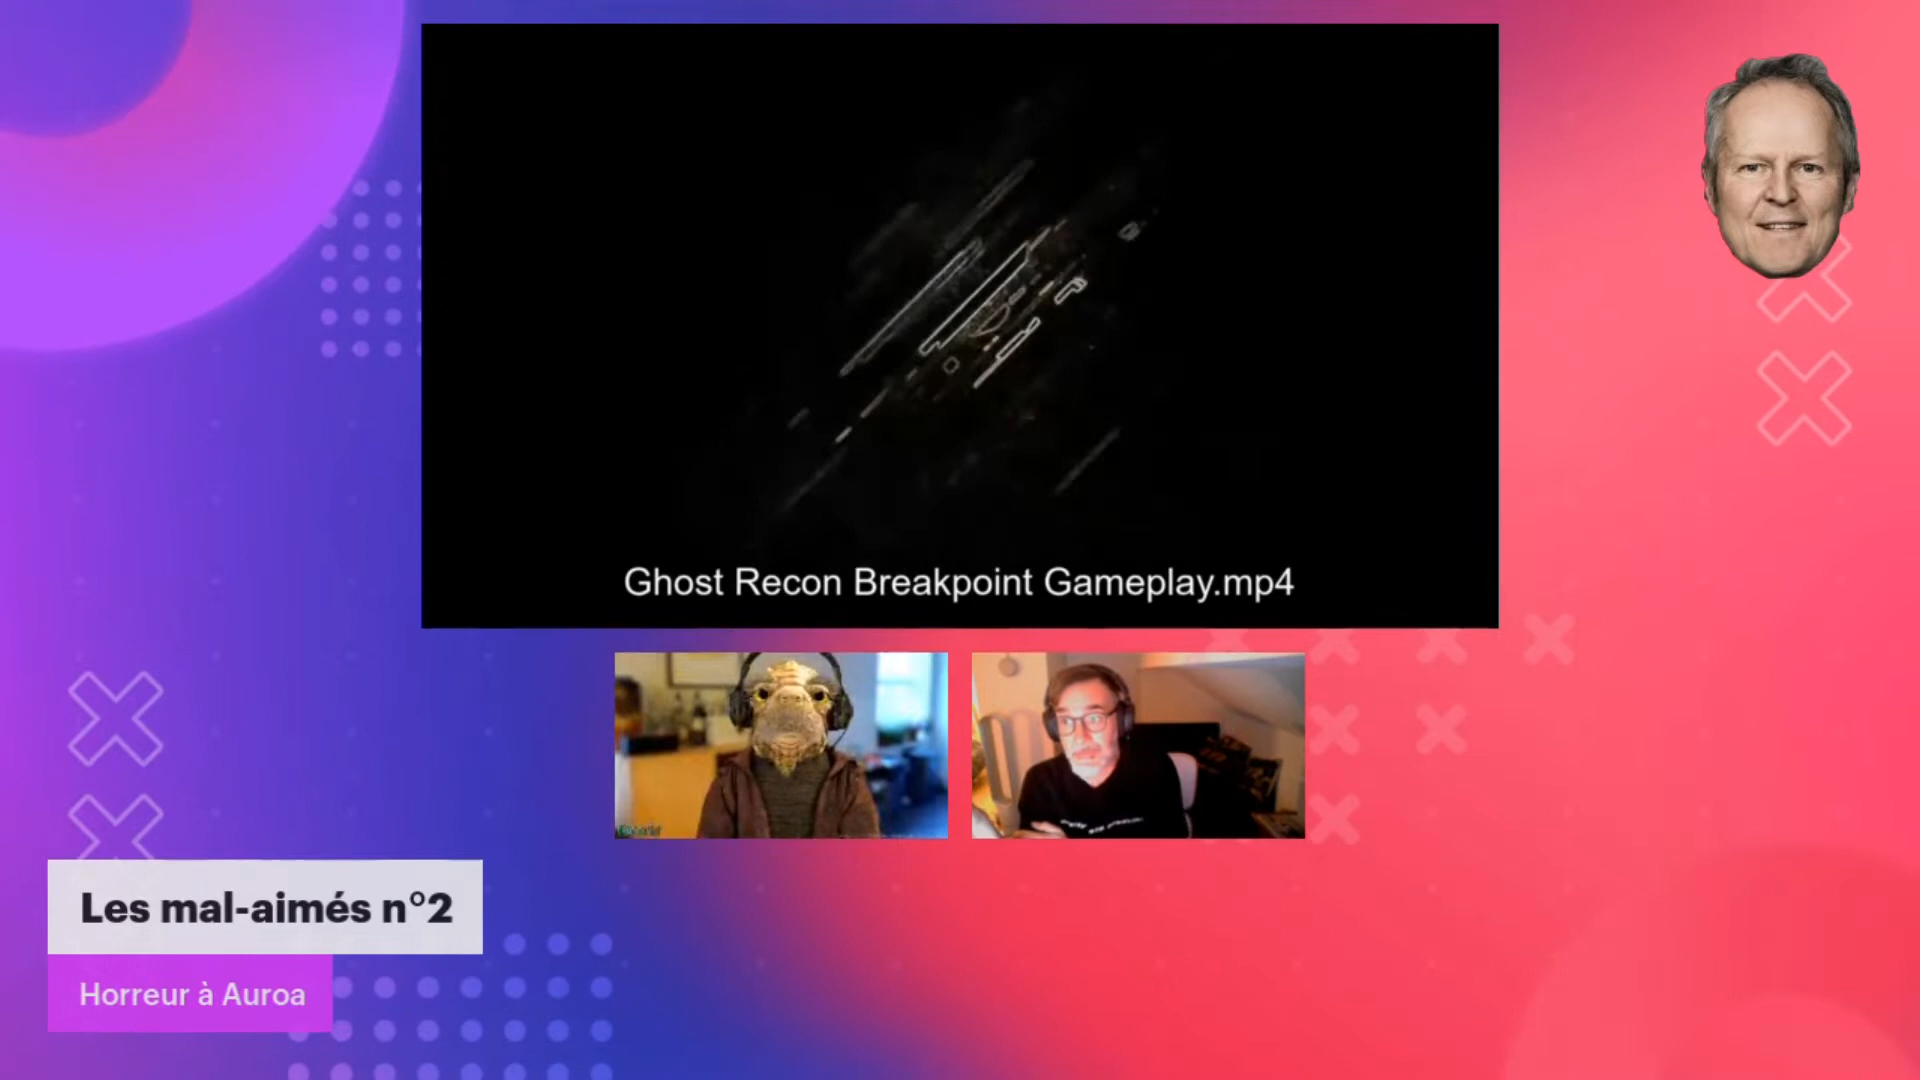 Ghost Recon Breakpoint Gameplay.mp4
Les mal-aimés n°2
Horreur à Auroa